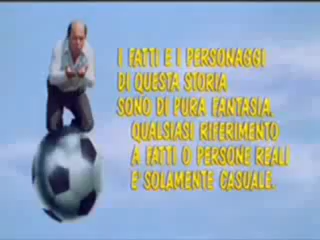 I FATTI E I PERSONAGGI
DI QUESTA STORIA
SONO DI PURA FANTASIA.
QUALSIASI RIFERIMENTO
A FATTI O PERSONE REALI
E' SOLAMENTE CASUALE.